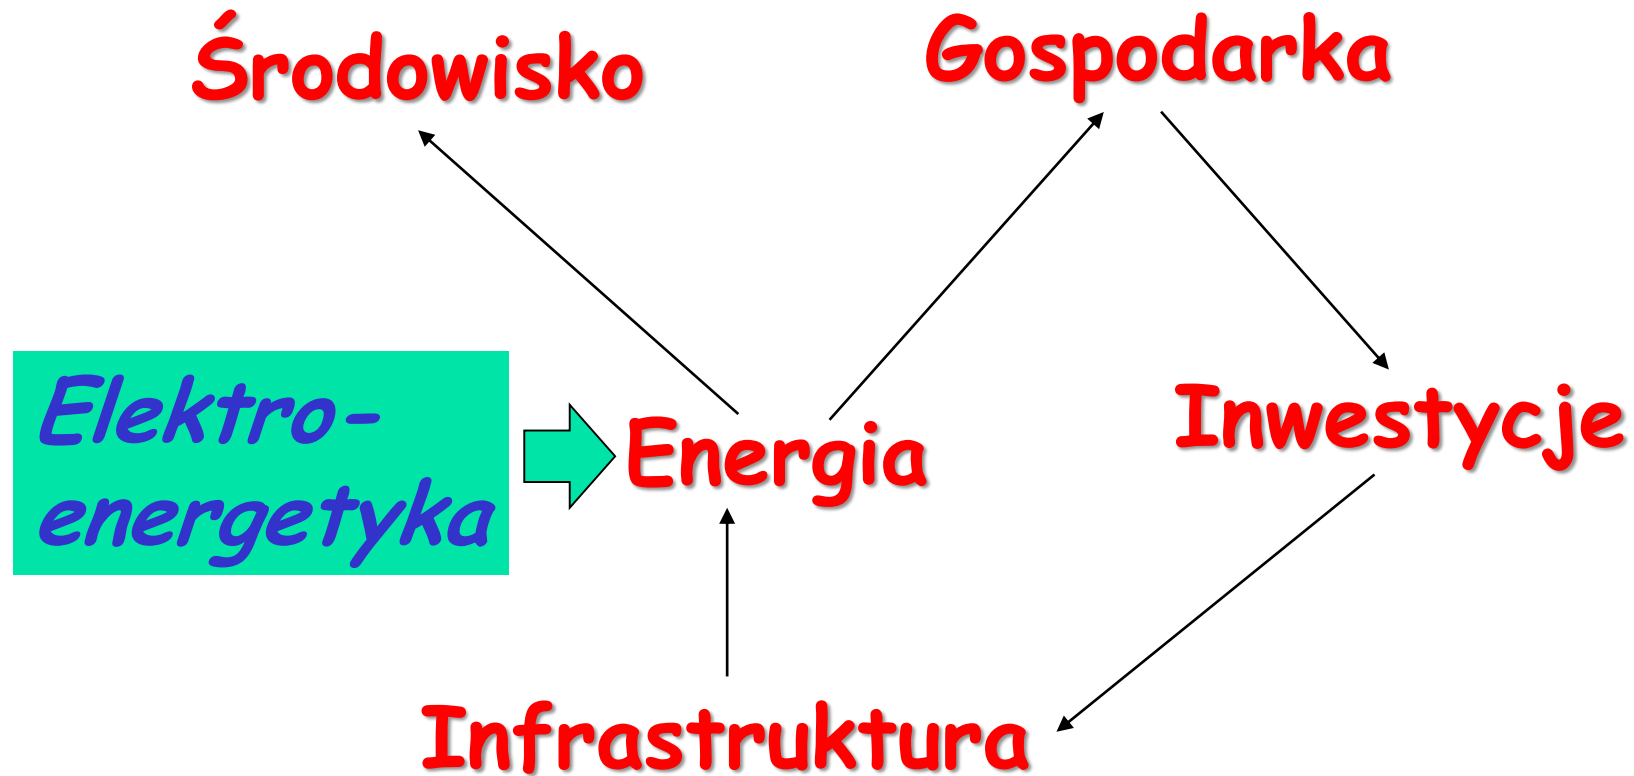 Środowisko
Gospodarka
Elektro-
energetyka
Energia
Inwestycje
Infrastruktura